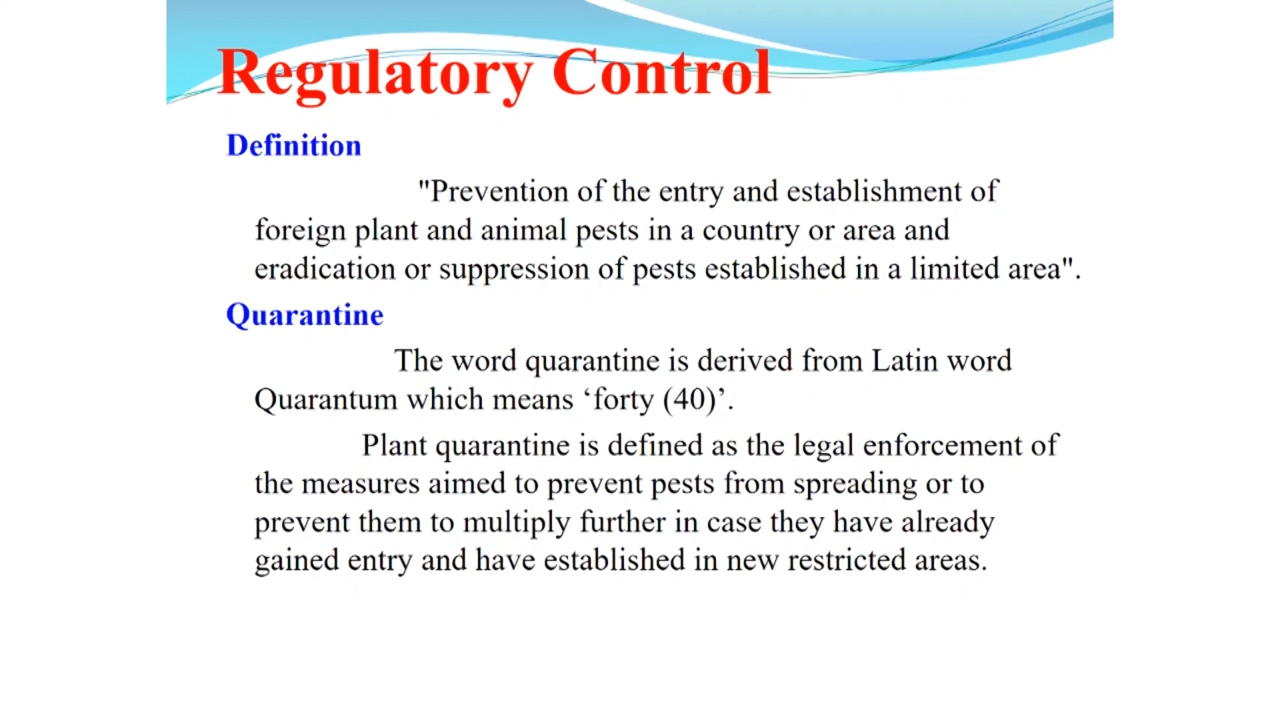 Regulatory Control
Definition
"Prevention of the entry and establishment of
foreign plant and animal pests in a country or area and
eradication or suppression of pests established in a limited area".
Quarantine
The word quarantine is derived from Latin word
Quarantum which means ‘forty (40)’.
Plant quarantine is defined as the legal enforcement of
the measures aimed to prevent pests from spreading or to
prevent them to multiply further in case they have already
gained entry and have established in new restricted areas.